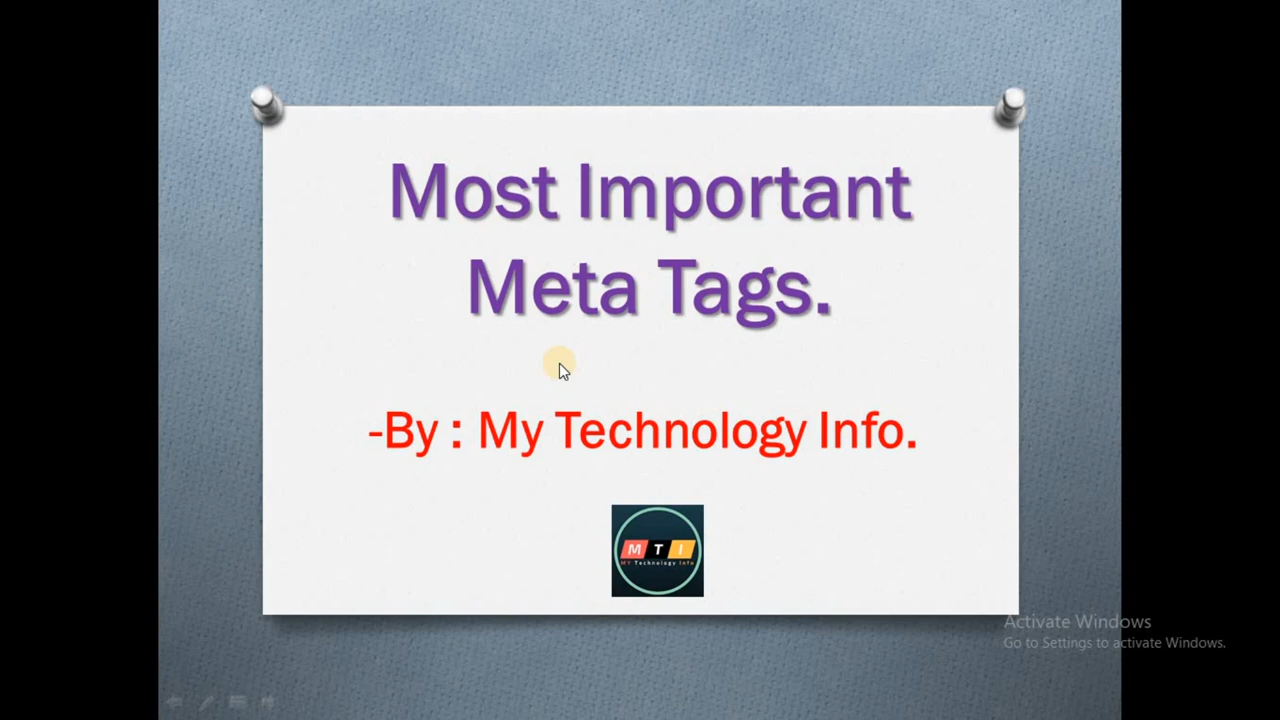 Most Important
Meta Tags.
-By : My Technology Info.
M T I
MY Technology Info
Activate Windows
Go to Settings to activate Windows.